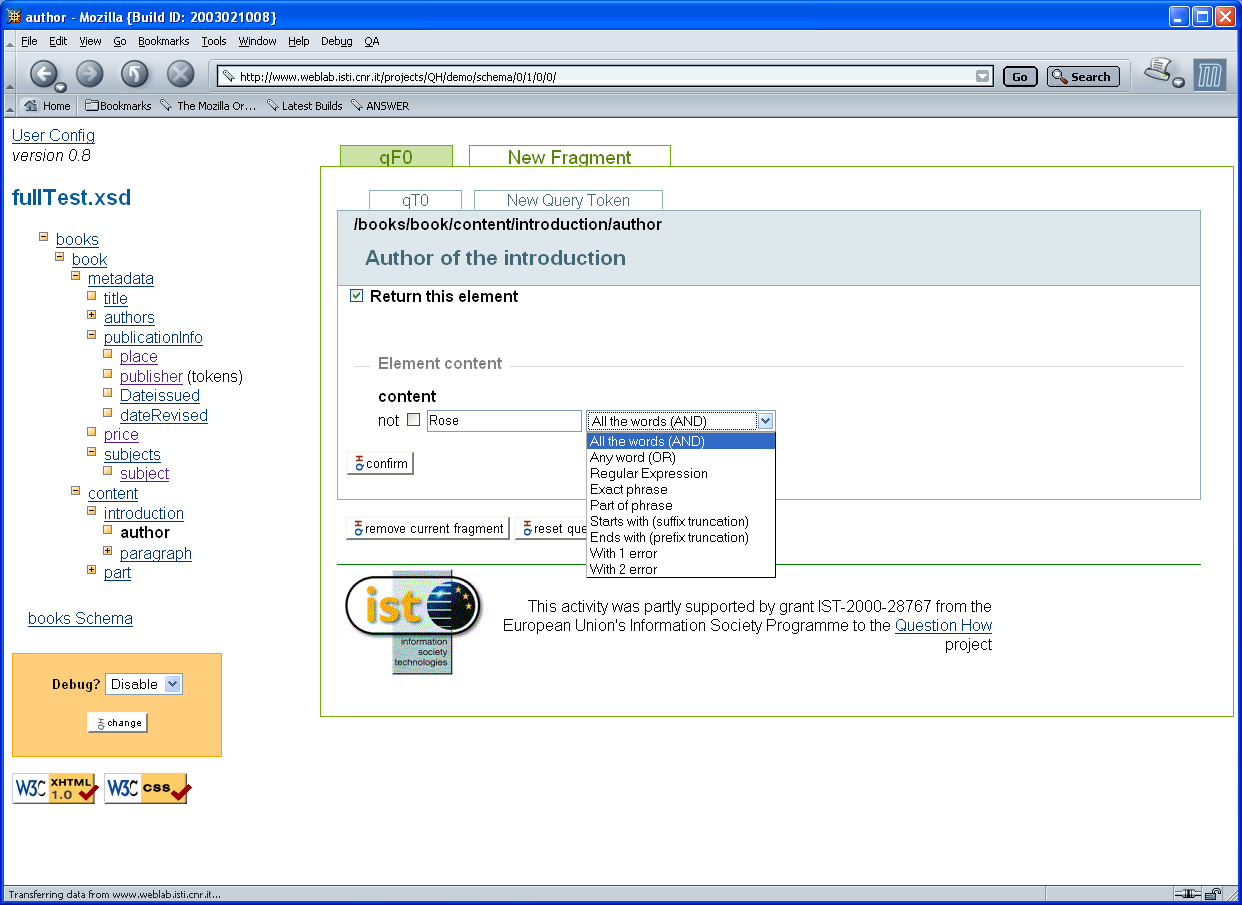 author - Mozilla {Build ID: 2003021008}
File Edit View Go Bookmarks Tools Window Help Debug QA
http://www.weblab.isti.cnr.it/projects/QH/demo/schema/0/1/0/0/ Go Search
Home Bookmarks The Mozilla Or... Latest Builds ANSWER
User Config
version 0.8
fullTest.xsd
books
book
metadata
title
authors
publicationInfo
place
publisher (tokens)
Dateissued
dateRevised
price
subjects
subject
content
introduction
author
paragraph
part
books Schema
Debug? Disable
change
W3C XHTML 1.0 W3C css
qF0 New Fragment
qT0 New Query Token
/books/book/content/introduction/author
Author of the introduction
Return this element
Element content
content
not Rose All the words (AND)
All the words (AND)
Any word (OR)
Regular Expression
Exact phrase
Part of phrase
Starts with (suffix truncation)
Ends with (prefix truncation)
With 1 error
With 2 error
confirm
remove current fragment reset que
ist
information
society
technologies
This activity was partly supported by grant IST-2000-28767 from the
European Union's Information Society Programme to the Question How
project
Transferring data from www.weblab.isti.cnr.it...